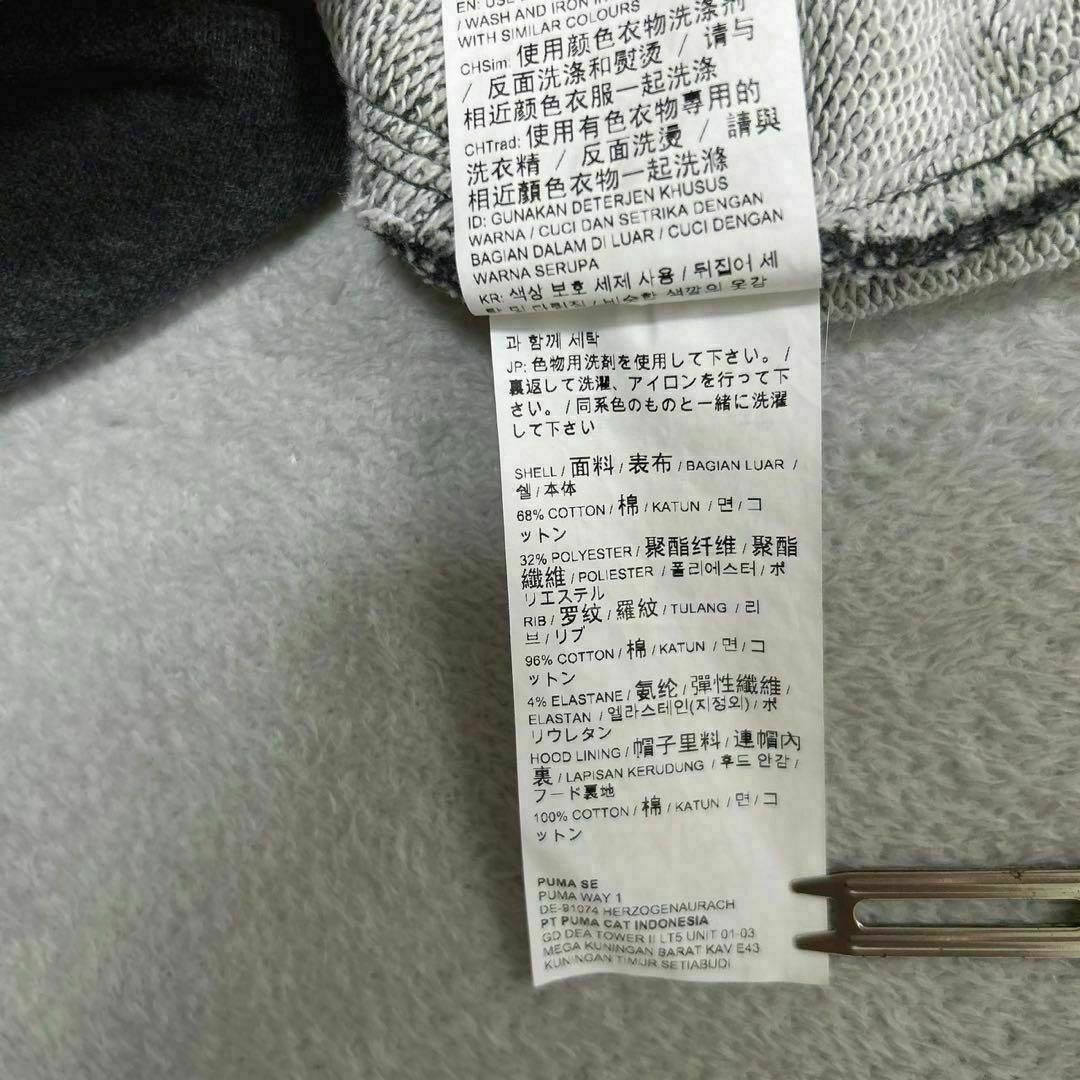 EN: USE
/ WASH AND IRON
WITH SIMILAR COLOURS
CHSim: 使用颜色衣物洗涤剂
/ 反面洗涤和熨烫 / 请与
相近颜色衣服一起洗涤
CHTrad: 使用有色衣物專用的
洗衣精 / 反面洗燙 / 請與
相近顏色衣物一起洗滌
ID: GUNAKAN DETERJEN KHUSUS
WARNA / CUCI DAN SETRIKA DENGAN
BAGIAN DALAM DI LUAR / CUCI DENGAN
WARNA SERUPA
KR: 색상 보호 세제 사용 / 뒤집어 세
탁 및 다림질 / 비슷한 색깔의 옷감
과 함께 세탁
JP: 色物用洗剤を使用して下さい。 /
裏返して洗濯、アイロンを行って下
さい。 / 同系色のものと一緒に洗濯
して下さい
SHELL / 面料 / 表布 / BAGIAN LUAR /
쉘 / 本体
68% COTTON / 棉 / KATUN / 면 / コ
ットン
32% POLYESTER / 聚酯纤维 / 聚酯
纖維 / POLIESTER / 폴리에스터 / ポ
リエステル
RIB / 罗纹 / 羅紋 / TULANG / 리
브 / リブ
96% COTTON / 棉 / KATUN / 면 / コ
ットン
4% ELASTANE / 氨纶 / 彈性纖維 /
ELASTAN / 엘라스테인(지정외) / ポ
リウレタン
HOOD LINING / 帽子里料 / 連帽內
裏 / LAPISAN KERUDUNG / 후드 안감 /
フード裏地
100% COTTON / 棉 / KATUN / 면 / コ
ットン
PUMA SE
PUMA WAY 1
DE-91074 HERZOGENAURACH
PT PUMA CAT INDONESIA
GD DEA TOWER II LT5 UNIT 01-03
MEGA KUNINGAN BARAT KAV E43
KUNINGAN TIMUR SETIABUDI